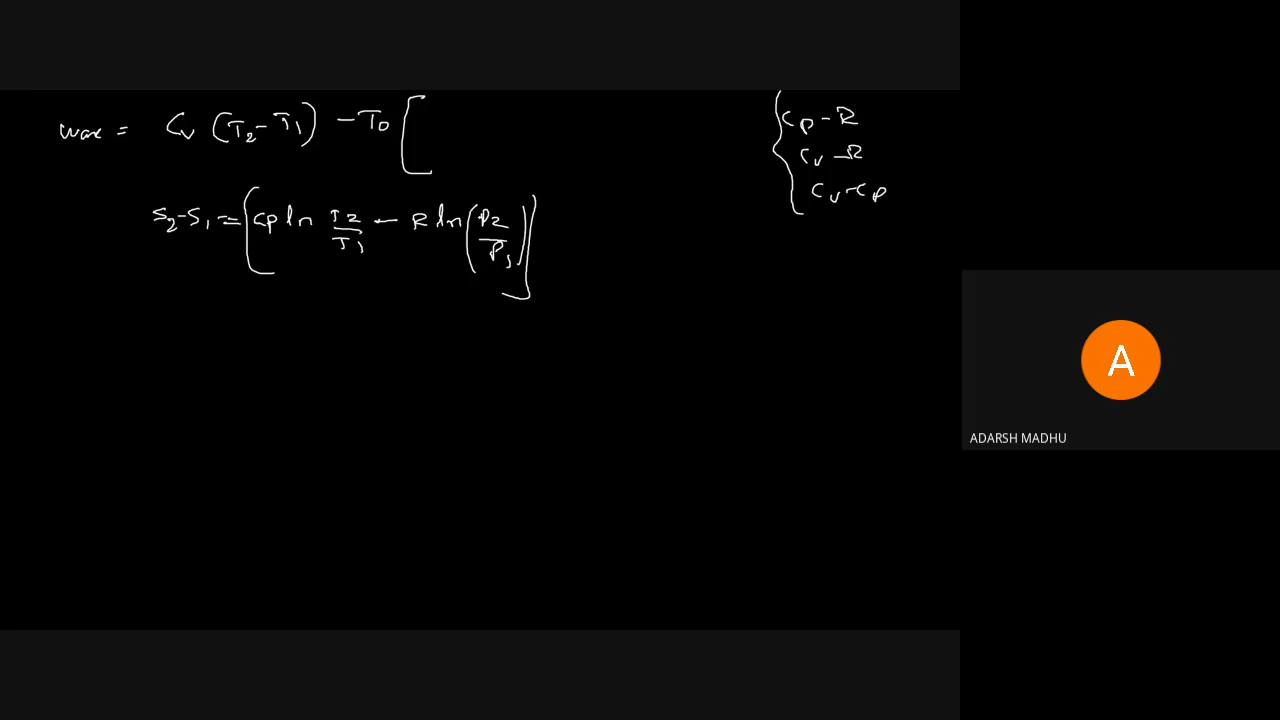 Wmax = Cv (T2 - T1) - T0 [
S2 - S1 = [Cp ln T2/T1 - R ln (P2/P1)]
{ Cp - R
Cv - R
Cv - Cp
A
ADARSH MADHU